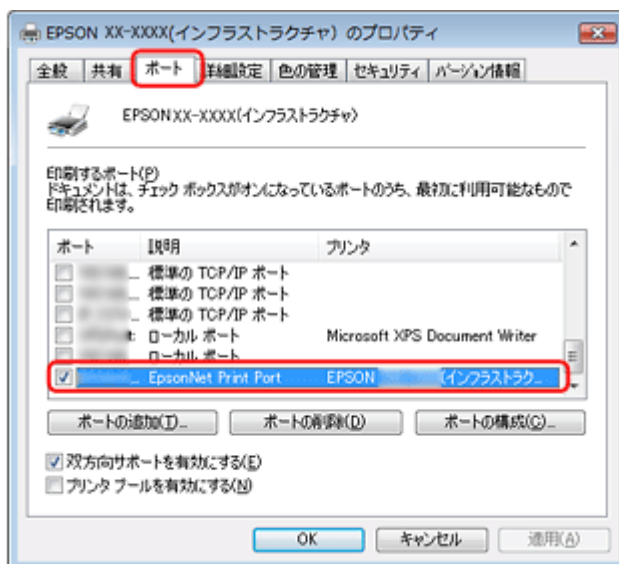 EPSON XX-XXXX(インフラストラクチャ) のプロパティ
全般 共有 ポート 詳細設定 色の管理 セキュリティ バージョン情報
EPSON XX-XXXX(インフラストラクチャ)
印刷するポート(P)
ドキュメントは、チェック ボックスがオンになっているポートのうち、最初に利用可能なもので
印刷されます。
ポート 説明 プリンタ
... 標準の TCP/IP ポート
... 標準の TCP/IP ポート
... 標準の TCP/IP ポート
ローカル ポート Microsoft XPS Document Writer
ローカル ポート
... EpsonNet Print Port EPSON (インフラストラク...
ポートの追加(T)... ポートの削除(D) ポートの構成(C)...
双方向サポートを有効にする(E)
プリンタ プールを有効にする(N)
OK キャンセル 適用(A)